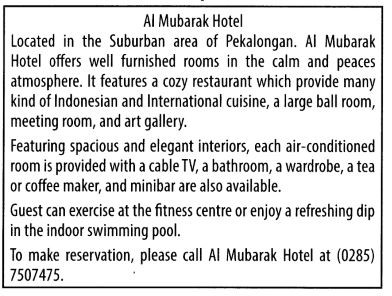 Al Mubarak Hotel
Located in the Suburban area of Pekalongan. Al Mubarak
Hotel offers well furnished rooms in the calm and peaces
atmosphere. It features a cozy restaurant which provide many
kind of Indonesian and International cuisine, a large ball room,
meeting room, and art gallery.
Featuring spacious and elegant interiors, each air-conditioned
room is provided with a cable TV, a bathroom, a wardrobe, a tea
or coffee maker, and minibar are also available.
Guest can exercise at the fitness centre or enjoy a refreshing dip
in the indoor swimming pool.
To make reservation, please call Al Mubarak Hotel at (0285)
7507475.